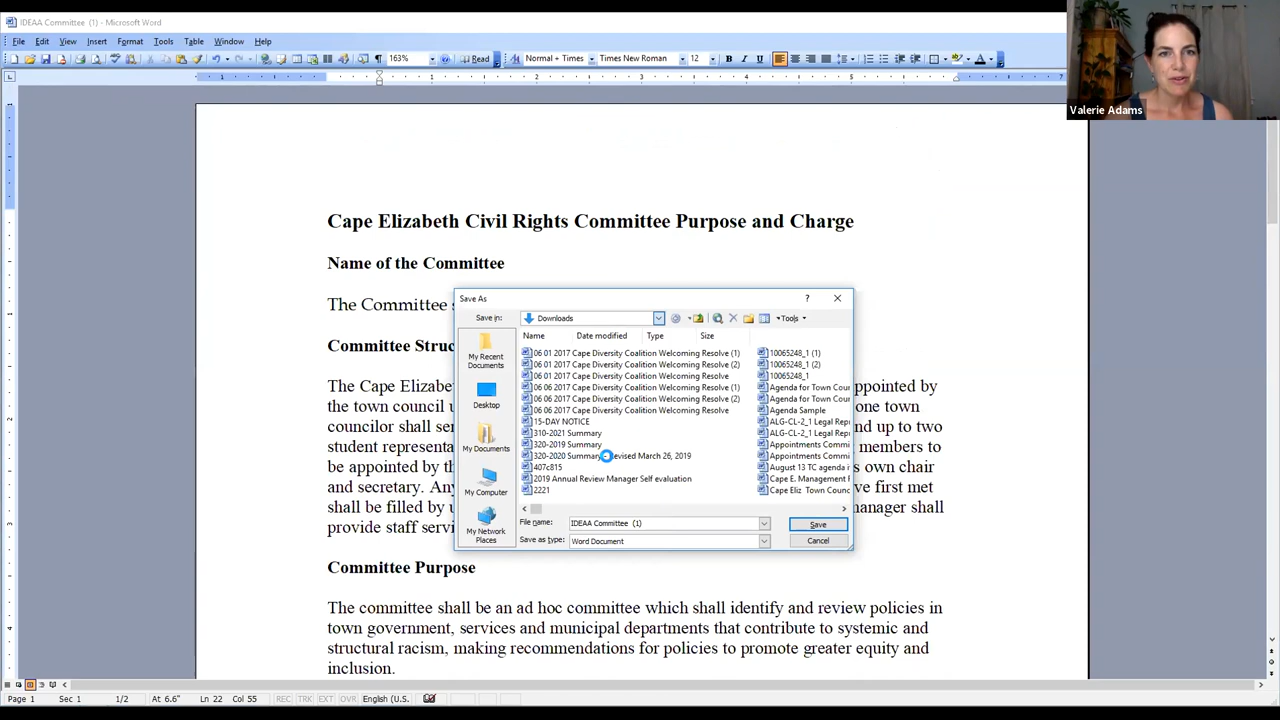 IDEAA Committee (1) - Microsoft Word
File Edit View Insert Format Tools Table Window Help
163% Read Normal + Times Times New Roman 12
Valerie Adams
Cape Elizabeth Civil Rights Committee Purpose and Charge
Name of the Committee
The Committee s
Committee Struc
The Cape Elizabe ppointed by
the town council u one town
councilor shall ser nd up to two
student representa members to
be appointed by th s own chair
and secretary. Any ve first met
shall be filled by u manager shall
provide staff servi
Committee Purpose
The committee shall be an ad hoc committee which shall identify and review policies in
town government, services and municipal departments that contribute to systemic and
structural racism, making recommendations for policies to promote greater equity and
inclusion.
Save As
Save in: Downloads Tools
Name Date modified Type Size
My Recent Documents
Desktop
My Documents
My Computer
My Network Places
06 01 2017 Cape Diversity Coalition Welcoming Resolve (1)
06 01 2017 Cape Diversity Coalition Welcoming Resolve (2)
06 01 2017 Cape Diversity Coalition Welcoming Resolve
06 06 2017 Cape Diversity Coalition Welcoming Resolve (1)
06 06 2017 Cape Diversity Coalition Welcoming Resolve (2)
06 06 2017 Cape Diversity Coalition Welcoming Resolve
15-DAY NOTICE
310-2021 Summary
320-2019 Summary
320-2020 Summary evised March 26, 2019
407c815
2019 Annual Review Manager Self evaluation
2221
10065248_1 (1)
10065248_1 (2)
10065248_1
Agenda for Town Cour
Agenda for Town Cour
Agenda Sample
ALG-CL-2_1 Legal Repr
ALG-CL-2_1 Legal Repr
Appointments Commi
Appointments Commi
August 13 TC agenda i
Cape E. Management F
Cape Eliz Town Counc
File name: IDEAA Committee (1) Save
Save as type: Word Document Cancel
Page 1 Sec 1 1/2 At 6.6" Ln 22 Col 55 REC TRK EXT OVR English (U.S.